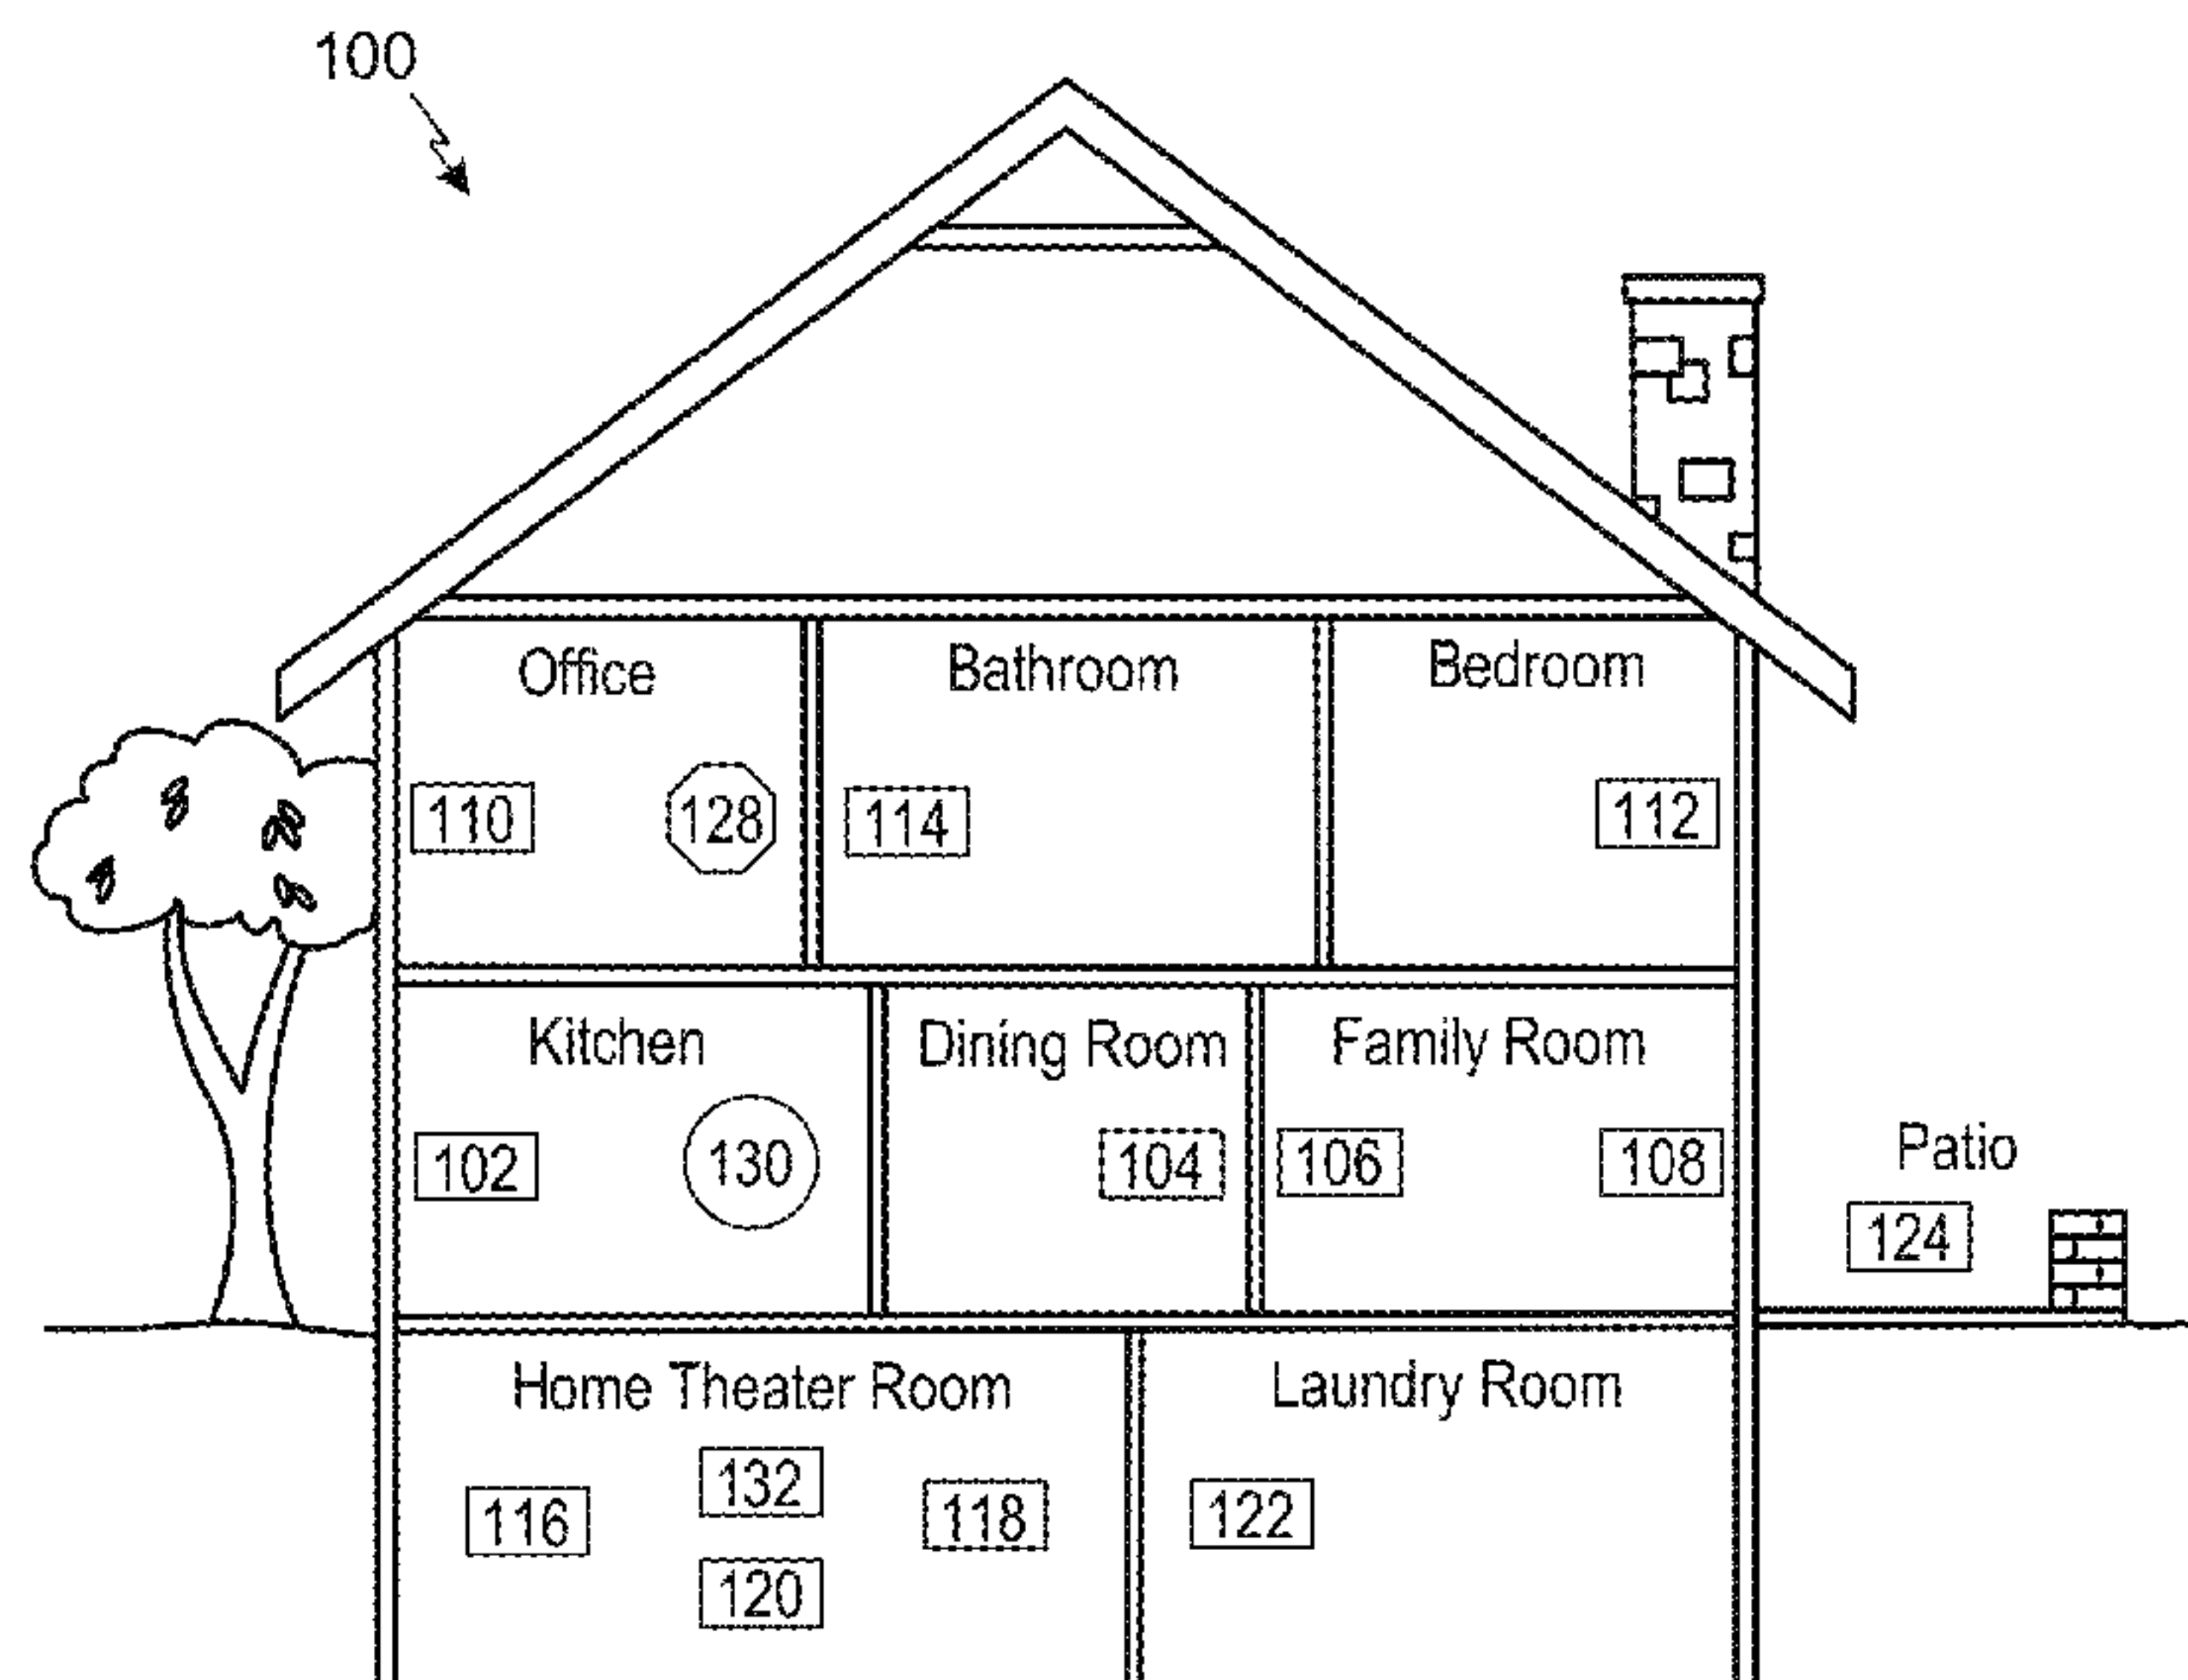 100
Office
Bathroom
Bedroom
110
128
114
112
Kitchen
Dining Room
Family Room
102
130
104
106
108
Patio
124
Home Theater Room
Laundry Room
116
132
118
120
122